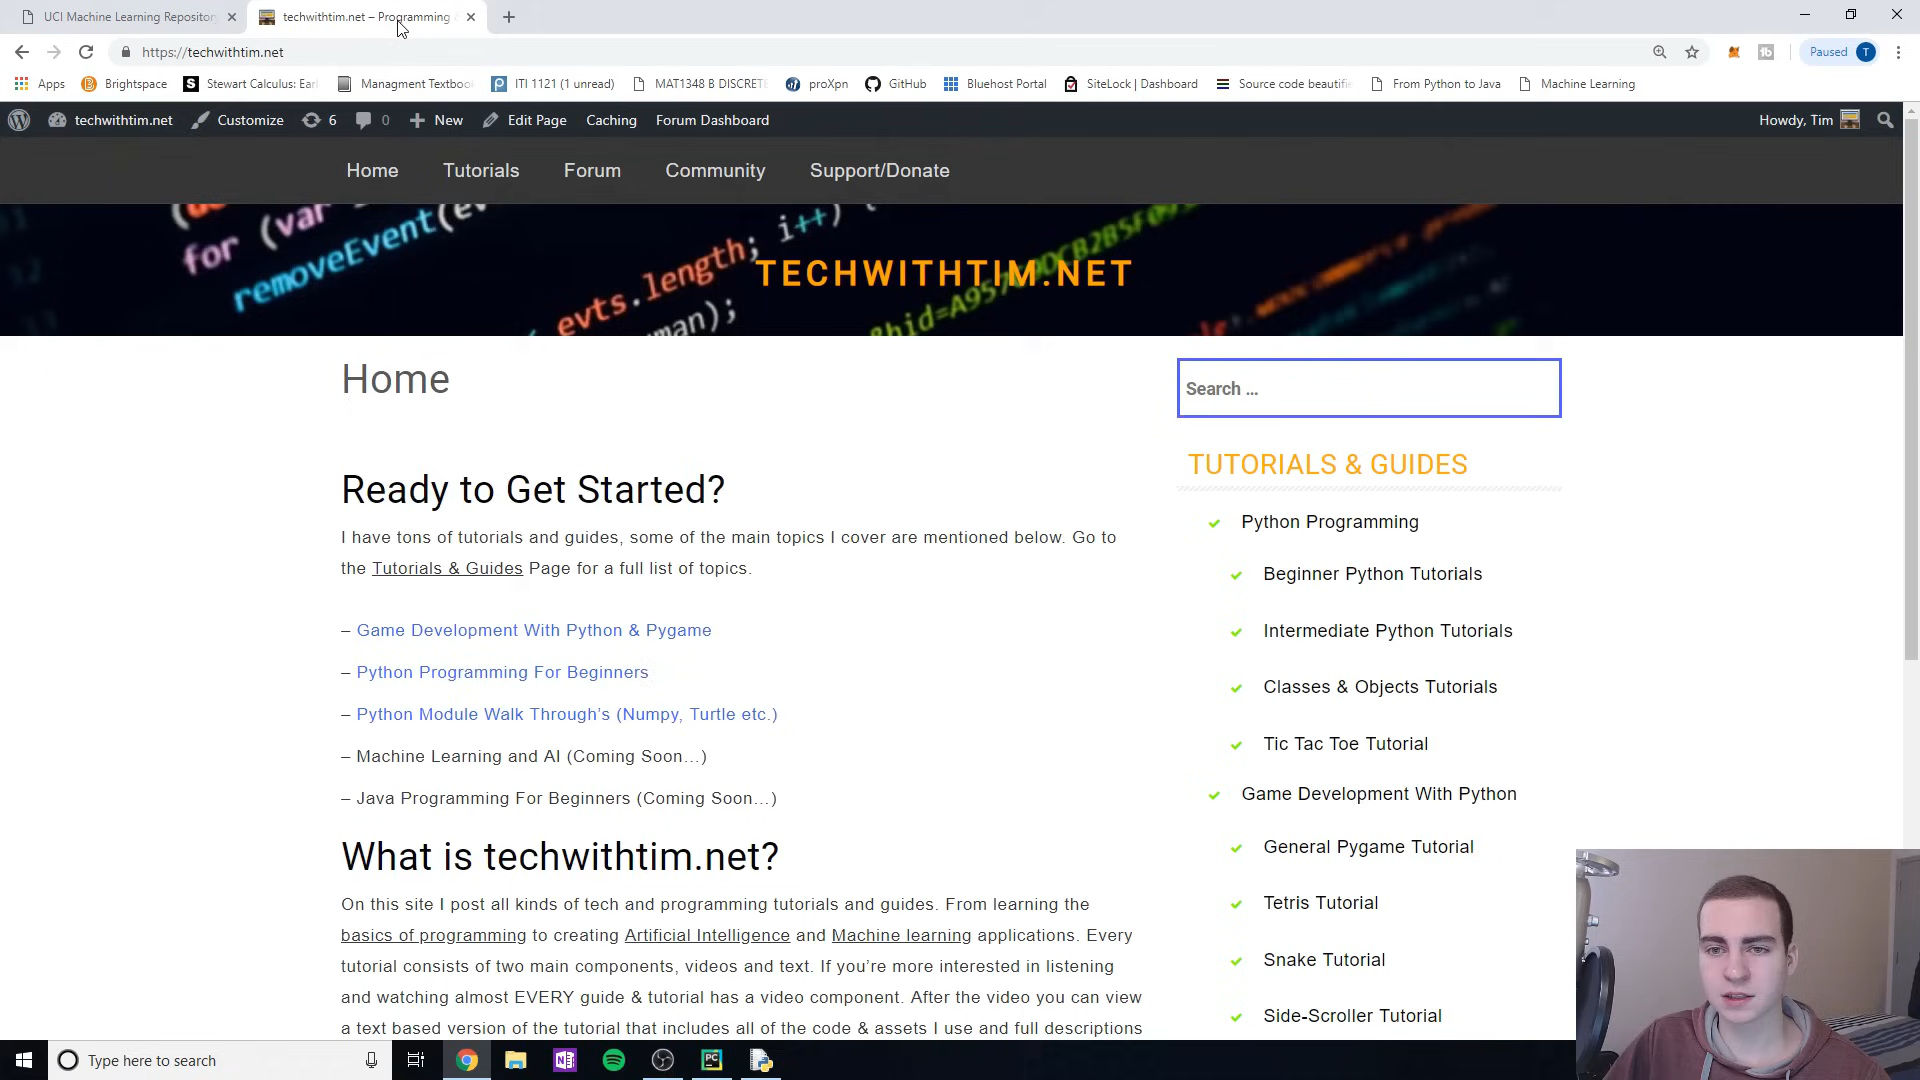 UCI Machine Learning Repositor
techwithtim.net – Programming
https://techwithtim.net
Paused T
Apps Brightspace Stewart Calculus: Earl Managment Textboo ITI 1121 (1 unread) MAT1348 B DISCRETE proXpn GitHub Bluehost Portal SiteLock | Dashboard Source code beautifie From Python to Java Machine Learning
techwithtim.net Customize 6 0 New Edit Page Caching Forum Dashboard Howdy, Tim
Home Tutorials Forum Community Support/Donate
for (var
removeEvent(ev
evts.length; i++) {
&hid=A957
DCB2B5F09
TECHWITHTIM.NET
Home
Search ...
Ready to Get Started?
I have tons of tutorials and guides, some of the main topics I cover are mentioned below. Go to
the Tutorials & Guides Page for a full list of topics.
– Game Development With Python & Pygame
– Python Programming For Beginners
– Python Module Walk Through’s (Numpy, Turtle etc.)
– Machine Learning and AI (Coming Soon…)
– Java Programming For Beginners (Coming Soon…)
What is techwithtim.net?
On this site I post all kinds of tech and programming tutorials and guides. From learning the
basics of programming to creating Artificial Intelligence and Machine learning applications. Every
tutorial consists of two main components, videos and text. If you’re more interested in listening
and watching almost EVERY guide & tutorial has a video component. After the video you can view
a text based version of the tutorial that includes all of the code & assets I use and full descriptions
TUTORIALS & GUIDES
Python Programming
Beginner Python Tutorials
Intermediate Python Tutorials
Classes & Objects Tutorials
Tic Tac Toe Tutorial
Game Development With Python
General Pygame Tutorial
Tetris Tutorial
Snake Tutorial
Side-Scroller Tutorial
Type here to search